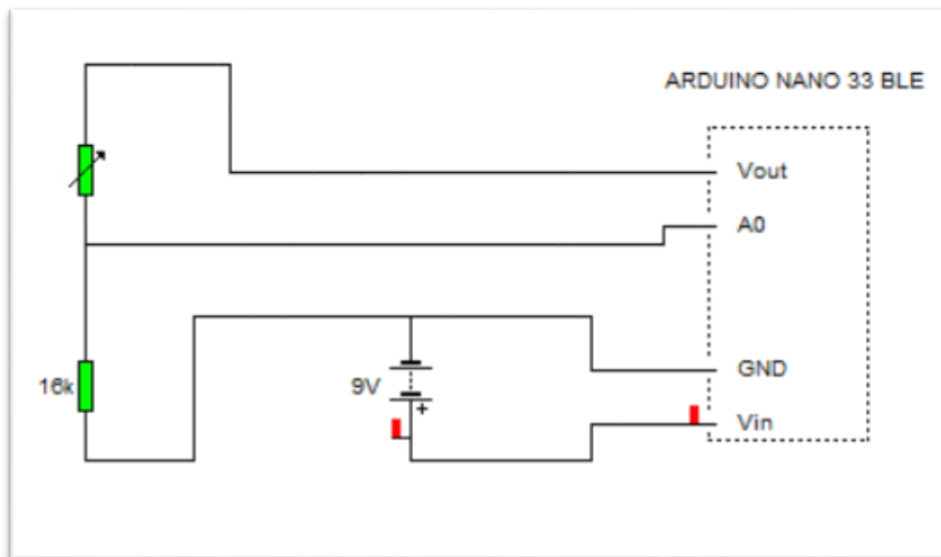 ARDUINO NANO 33 BLE
Vout
A0
GND
16k
9V
+
Vin